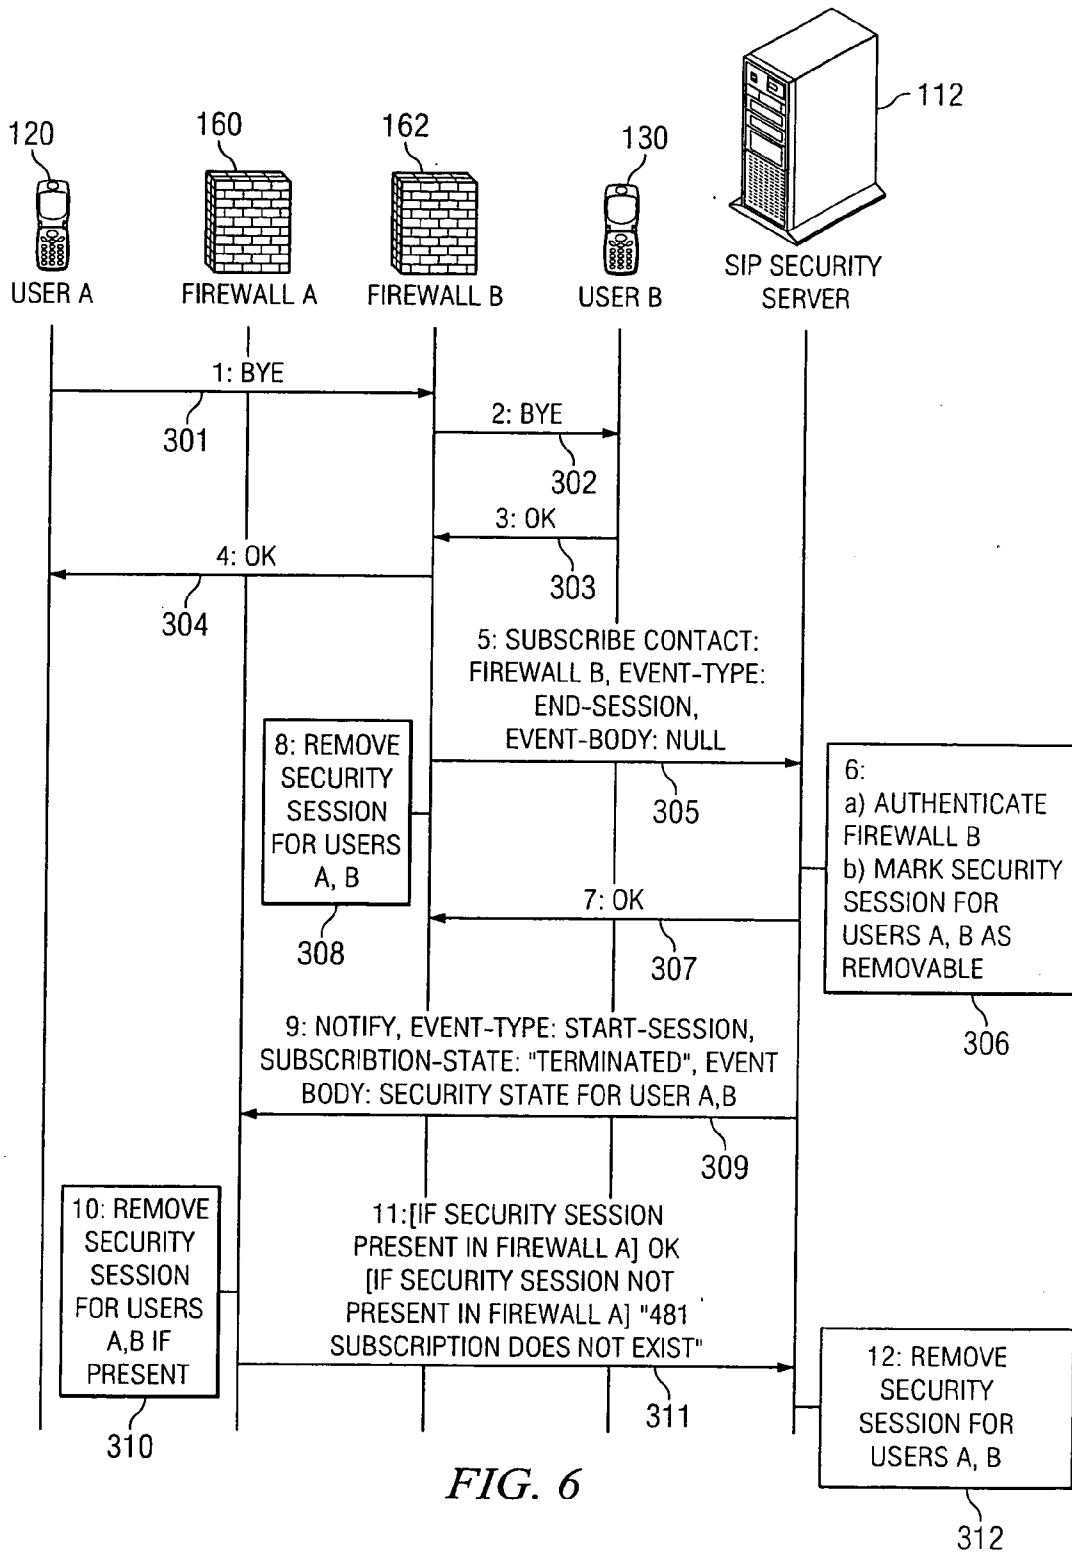 112
120
160
162
130
USER A
FIREWALL A
FIREWALL B
USER B
SIP SECURITY
SERVER
1: BYE
301
2: BYE
302
3: OK
303
4: OK
304
5: SUBSCRIBE CONTACT:
FIREWALL B, EVENT-TYPE:
END-SESSION,
EVENT-BODY: NULL
305
8: REMOVE
SECURITY
SESSION
FOR USERS
A, B
308
6:
a) AUTHENTICATE
FIREWALL B
b) MARK SECURITY
SESSION FOR
USERS A, B AS
REMOVABLE
306
7: OK
307
9: NOTIFY, EVENT-TYPE: START-SESSION,
SUBSCRIBTION-STATE: "TERMINATED", EVENT
BODY: SECURITY STATE FOR USER A,B
309
10: REMOVE
SECURITY
SESSION
FOR USERS
A,B IF
PRESENT
310
11:[IF SECURITY SESSION
PRESENT IN FIREWALL A] OK
[IF SECURITY SESSION NOT
PRESENT IN FIREWALL A] "481
SUBSCRIPTION DOES NOT EXIST"
311
12: REMOVE
SECURITY
SESSION FOR
USERS A, B
312
FIG. 6